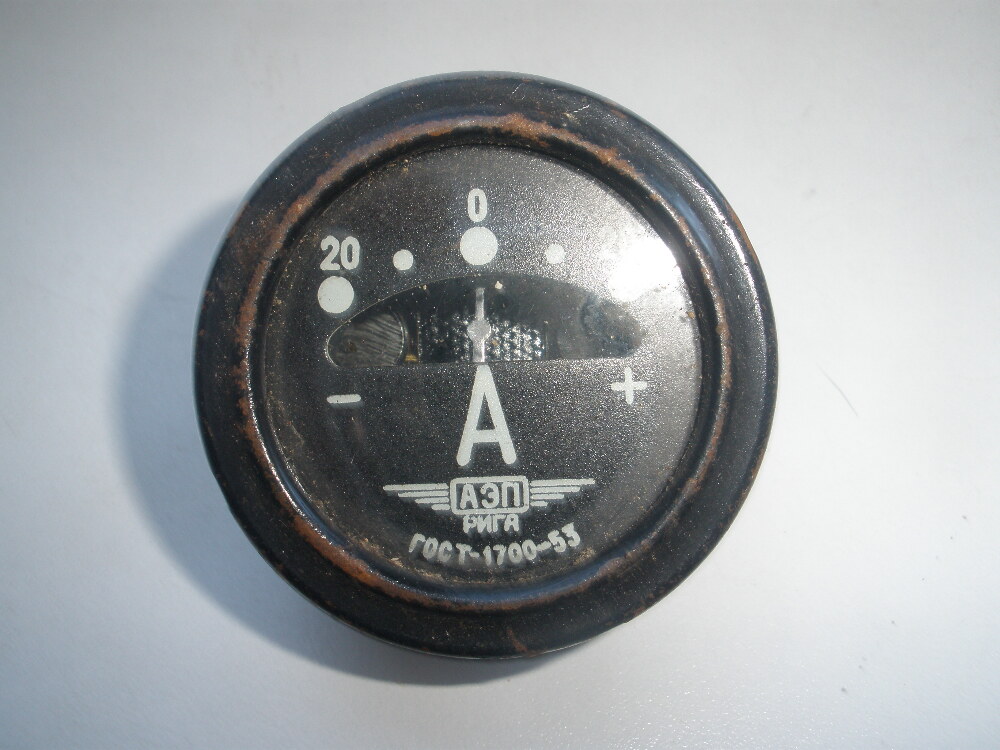 0
20
- +
A
АЭП
РИГА
ГОСТ-1700-53